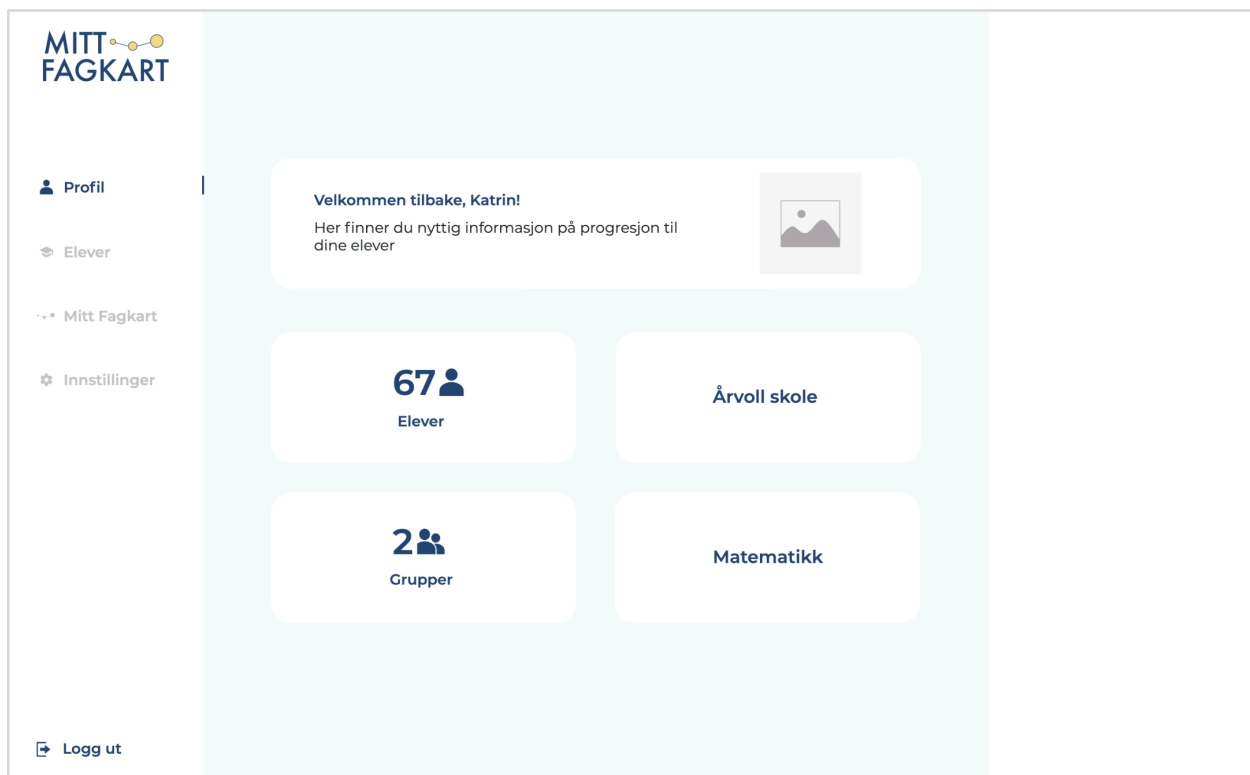 MITT
FAGKART
Profil
Elever
Mitt Fagkart
Innstillinger
Logg ut
Velkommen tilbake, Katrin!
Her finner du nyttig informasjon på progresjon til
dine elever
67
Elever
Årvoll skole
2
Grupper
Matematikk